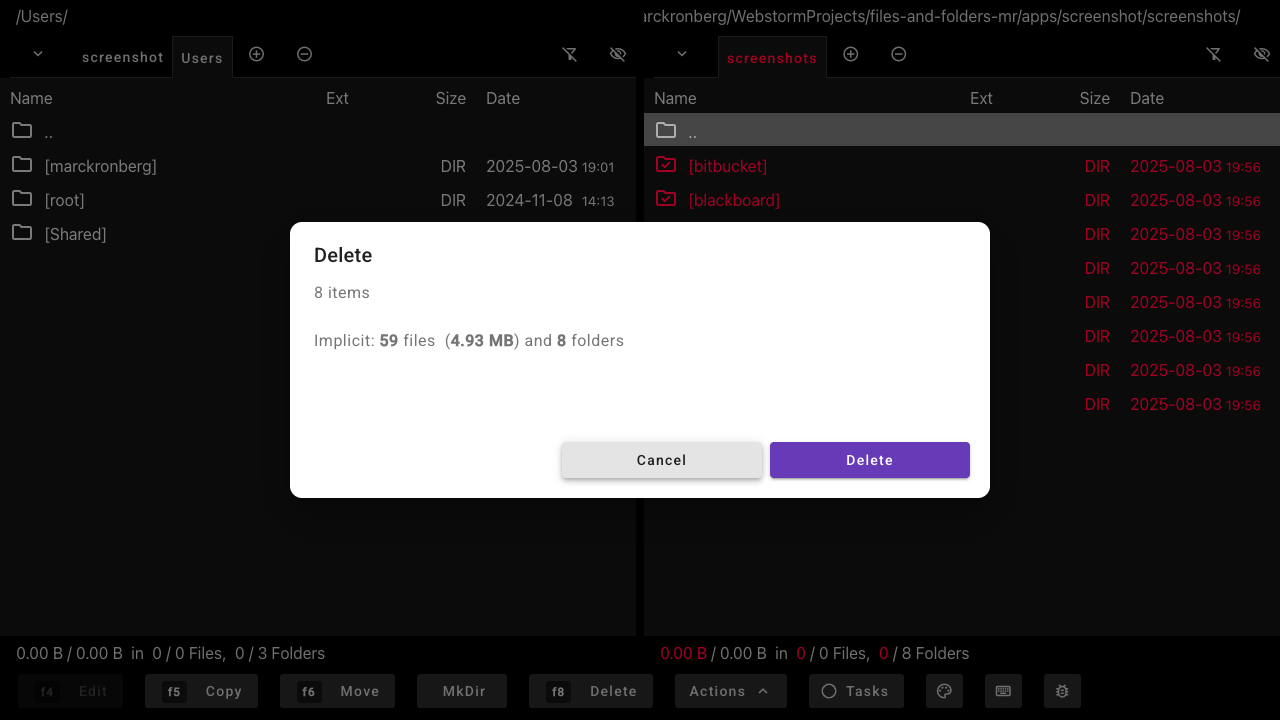 /Users/
arckronberg/WebstormProjects/files-and-folders-mr/apps/screenshot/screenshots/
screenshot Users
screenshots
Name Ext Size Date
Name Ext Size Date
..
..
[marckronberg] DIR 2025-08-03 19:01
[bitbucket] DIR 2025-08-03 19:56
[root] DIR 2024-11-08 14:13
[blackboard] DIR 2025-08-03 19:56
[Shared]
DIR 2025-08-03 19:56
DIR 2025-08-03 19:56
DIR 2025-08-03 19:56
DIR 2025-08-03 19:56
DIR 2025-08-03 19:56
DIR 2025-08-03 19:56
Delete
8 items
Implicit: 59 files (4.93 MB) and 8 folders
Cancel Delete
0.00 B / 0.00 B in 0 / 0 Files, 0 / 3 Folders
0.00 B / 0.00 B in 0 / 0 Files, 0 / 8 Folders
f4 Edit f5 Copy f6 Move MkDir f8 Delete Actions Tasks